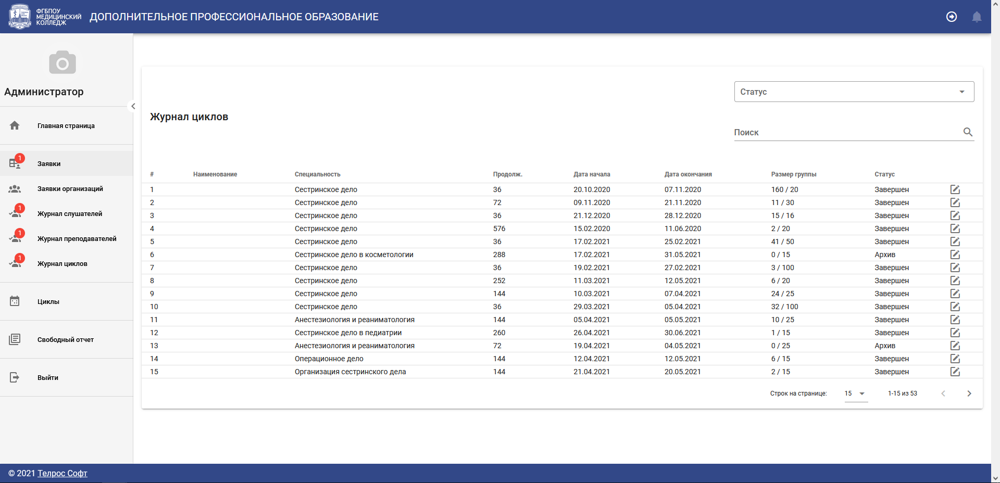 ФГБПОУ
МЕДИЦИНСКИЙ
КОЛЛЕДЖ
ДОПОЛНИТЕЛЬНОЕ ПРОФЕССИОНАЛЬНОЕ ОБРАЗОВАНИЕ
Администратор
Главная страница
1
Заявки
Заявки организаций
1
Журнал слушателей
1
Журнал преподавателей
1
Журнал циклов
Циклы
Свободный отчет
Выйти
Статус
Журнал циклов
Поиск
# Наименование Специальность Продолж. Дата начала Дата окончания Размер группы Статус
1 Сестринское дело 36 20.10.2020 07.11.2020 160 / 20 Завершен
2 Сестринское дело 72 09.11.2020 21.11.2020 11 / 30 Завершен
3 Сестринское дело 36 21.12.2020 28.12.2020 15 / 16 Завершен
4 Сестринское дело 576 15.02.2020 11.06.2020 2 / 20 Завершен
5 Сестринское дело 36 17.02.2021 25.02.2021 41 / 50 Завершен
6 Сестринское дело в косметологии 288 17.02.2021 31.05.2021 0 / 15 Архив
7 Сестринское дело 36 19.02.2021 27.02.2021 3 / 100 Завершен
8 Сестринское дело 252 11.03.2021 12.05.2021 6 / 20 Завершен
9 Сестринское дело 144 10.03.2021 07.04.2021 24 / 25 Завершен
10 Сестринское дело 36 29.03.2021 05.04.2021 32 / 100 Завершен
11 Анестезиология и реаниматология 144 05.04.2021 05.05.2021 10 / 25 Завершен
12 Сестринское дело в педиатрии 260 26.04.2021 30.06.2021 1 / 15 Завершен
13 Анестезиология и реаниматология 72 19.04.2021 04.05.2021 0 / 25 Архив
14 Операционное дело 144 12.04.2021 12.05.2021 6 / 15 Завершен
15 Организация сестринского дела 144 21.04.2021 20.05.2021 2 / 15 Завершен
Строк на странице: 15 1-15 из 53
© 2021 Телрос Софт